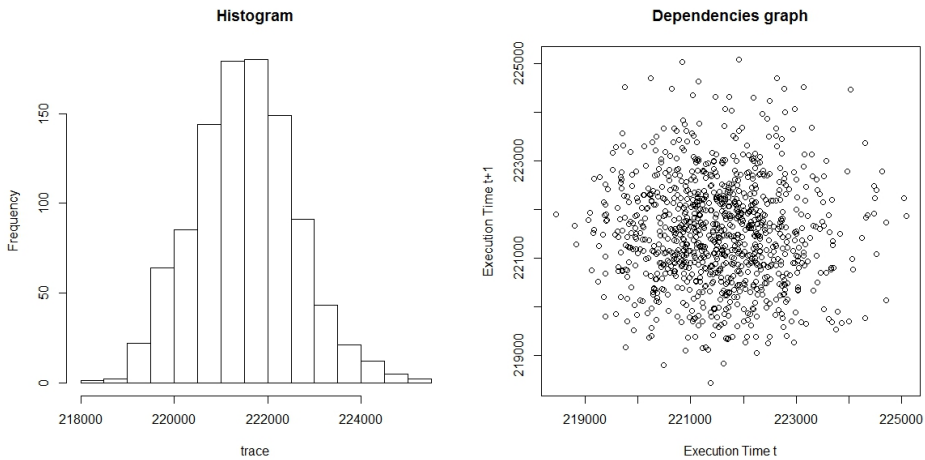 Histogram
Frequency
0
50
100
150
218000 220000 222000 224000
trace
Dependencies graph
Execution Time t+1
219000
221000
223000
225000
219000 221000 223000 225000
Execution Time t